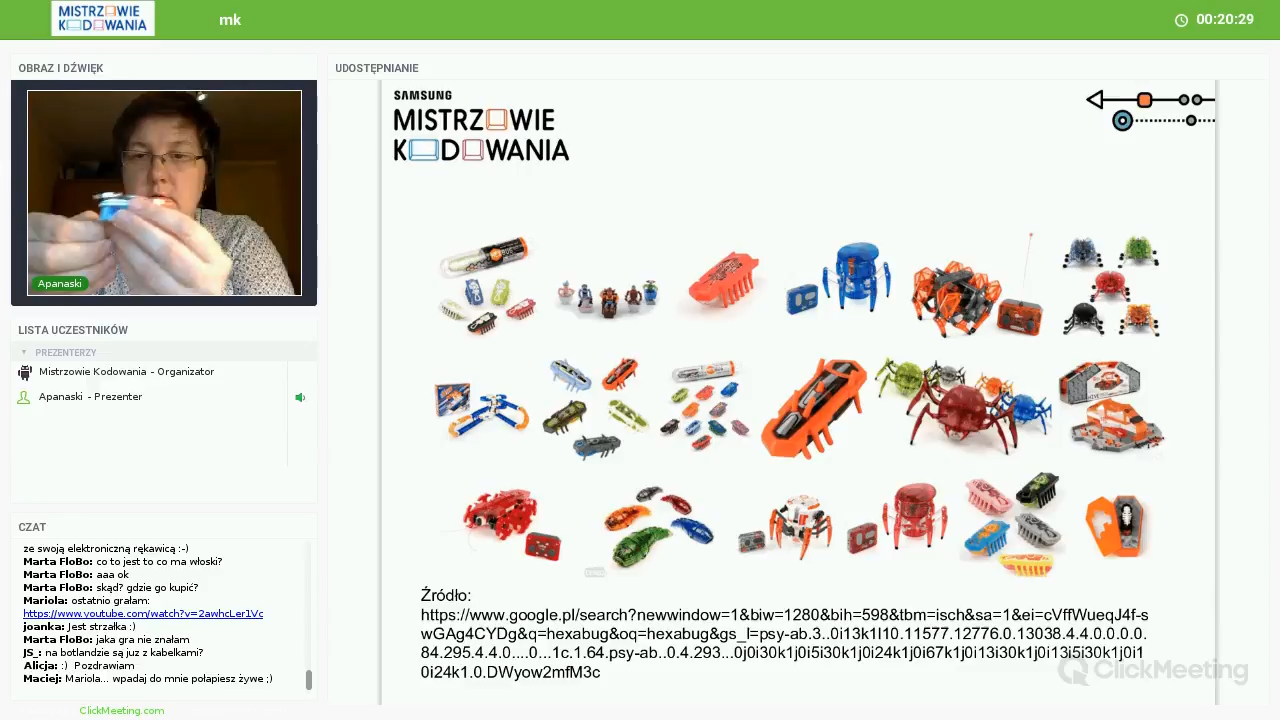 MISTRZOWIE
KODOWANIA
mk
00:20:29
OBRAZ I DŹWIĘK
Apanaski
LISTA UCZESTNIKÓW
PREZENTERZY
Mistrzowie Kodowania - Organizator
Apanaski - Prezenter
CZAT
ze swoją elektroniczną rękawicą :-)
Marta FloBo: co to jest to co ma włoski?
Marta FloBo: aaa ok
Marta FloBo: skąd? gdzie go kupić?
Mariola: ostatnio grałam:
https://www.youtube.com/watch?v=2awhcLer1Vc
joanka: Jest strzałka :)
Marta FloBo: jaka gra nie znałam
JS_: na botlandzie są juz z kabelkami?
Alicja: :) Pozdrawiam
Maciej: Mariola... wpadaj do mnie połapiesz żywe ;)
ClickMeeting.com
UDOSTĘPNIANIE
SAMSUNG
MISTRZOWIE
KODOWANIA
Źródło:
https://www.google.pl/search?newwindow=1&biw=1280&bih=598&tbm=isch&sa=1&ei=cVffWueqJ4f-s
wGAg4CYDg&q=hexabug&oq=hexabug&gs_l=psy-ab.3..0i13k1l10.11577.12776.0.13038.4.4.0.0.0.0.
84.295.4.4.0....0...1c.1.64.psy-ab..0.4.293...0j0i30k1j0i5i30k1j0i24k1j0i67k1j0i13i30k1j0i13i5i30k1j0i1
0i24k1.0.DWyow2mfM3c
ClickMeeting